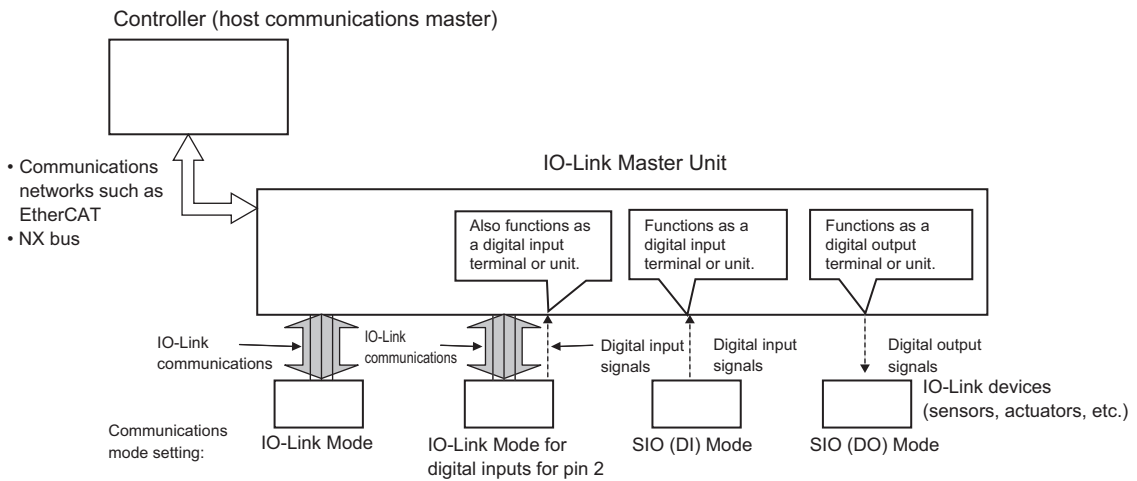 Controller (host communications master)
• Communications
networks such as
EtherCAT
• NX bus
IO-Link Master Unit
Also functions as
a digital input
terminal or unit.
Functions as a
digital input
terminal or unit.
Functions as a
digital output
terminal or unit.
IO-Link
communications
IO-Link
communications
Digital input
signals
Digital input
signals
Digital output
signals
IO-Link devices
(sensors, actuators, etc.)
Communications
mode setting:
IO-Link Mode
IO-Link Mode for
digital inputs for pin 2
SIO (DI) Mode
SIO (DO) Mode